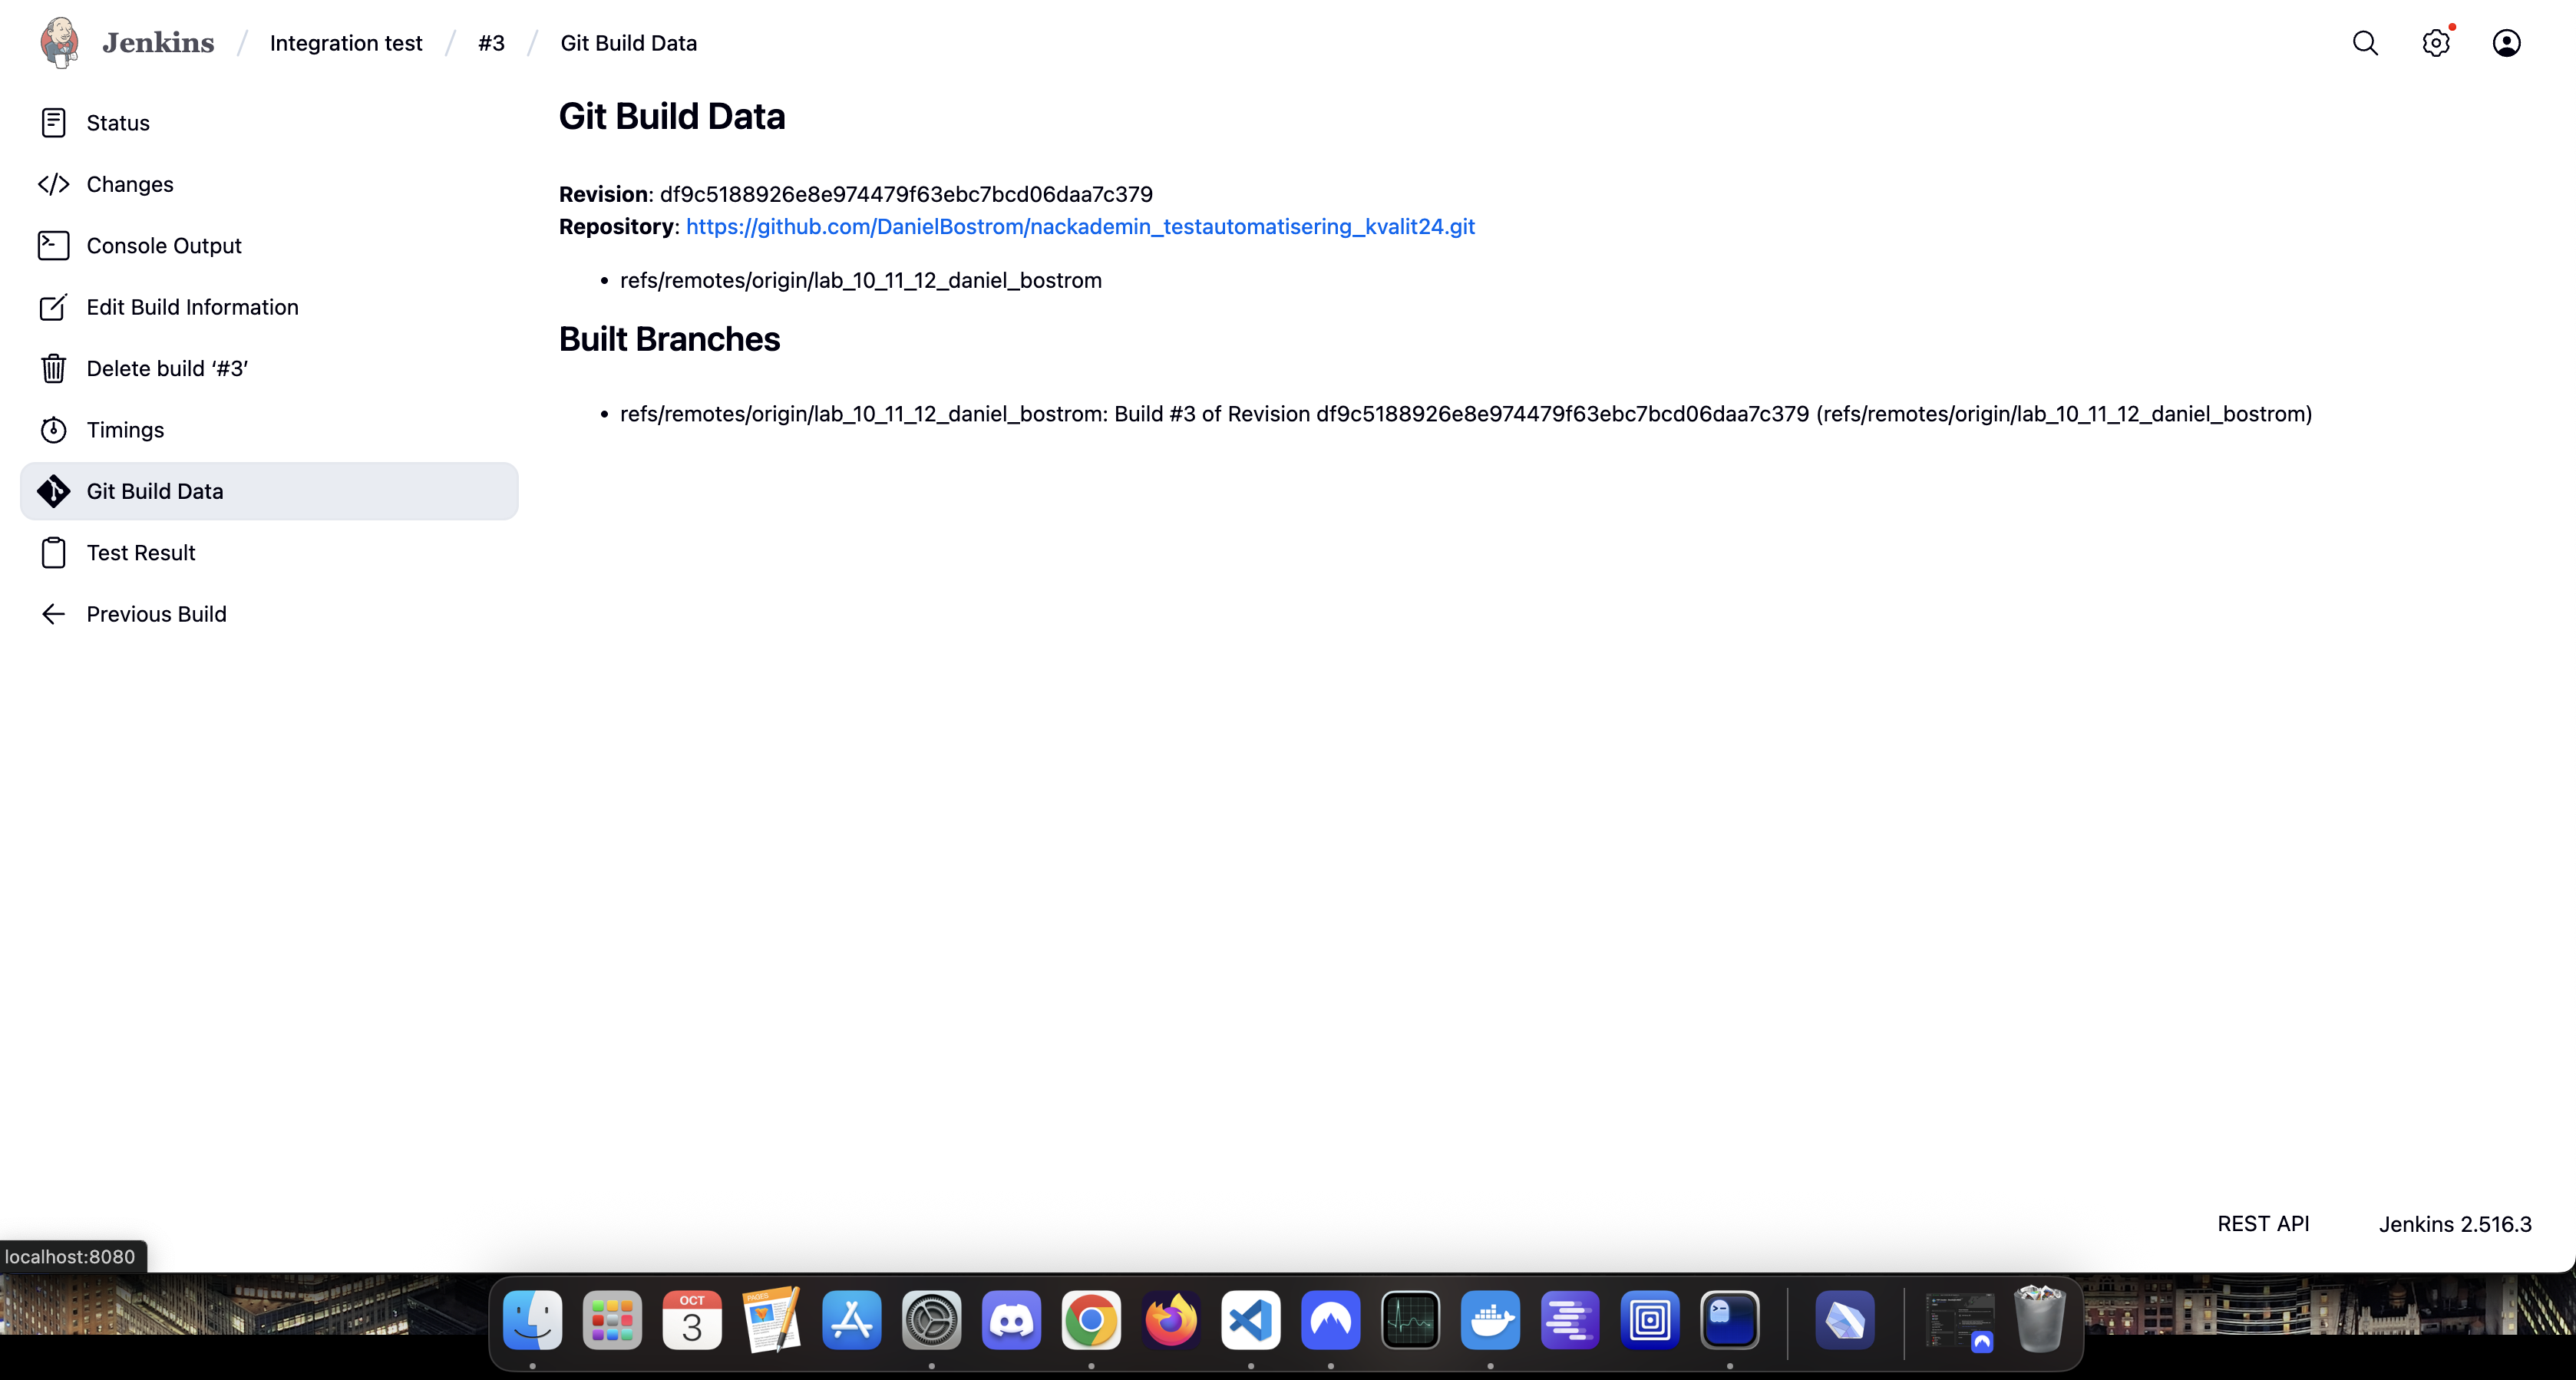 Jenkins / Integration test / #3 / Git Build Data
Status
Changes
Console Output
Edit Build Information
Delete build ‘#3’
Timings
Git Build Data
Test Result
Previous Build
Git Build Data
Revision: df9c5188926e8e974479f63ebc7bcd06daa7c379
Repository: https://github.com/DanielBostrom/nackademin_testautomatisering_kvalit24.git
• refs/remotes/origin/lab_10_11_12_daniel_bostrom
Built Branches
• refs/remotes/origin/lab_10_11_12_daniel_bostrom: Build #3 of Revision df9c5188926e8e974479f63ebc7bcd06daa7c379 (refs/remotes/origin/lab_10_11_12_daniel_bostrom)
REST API
Jenkins 2.516.3
localhost:8080
OCT
3
PAGES